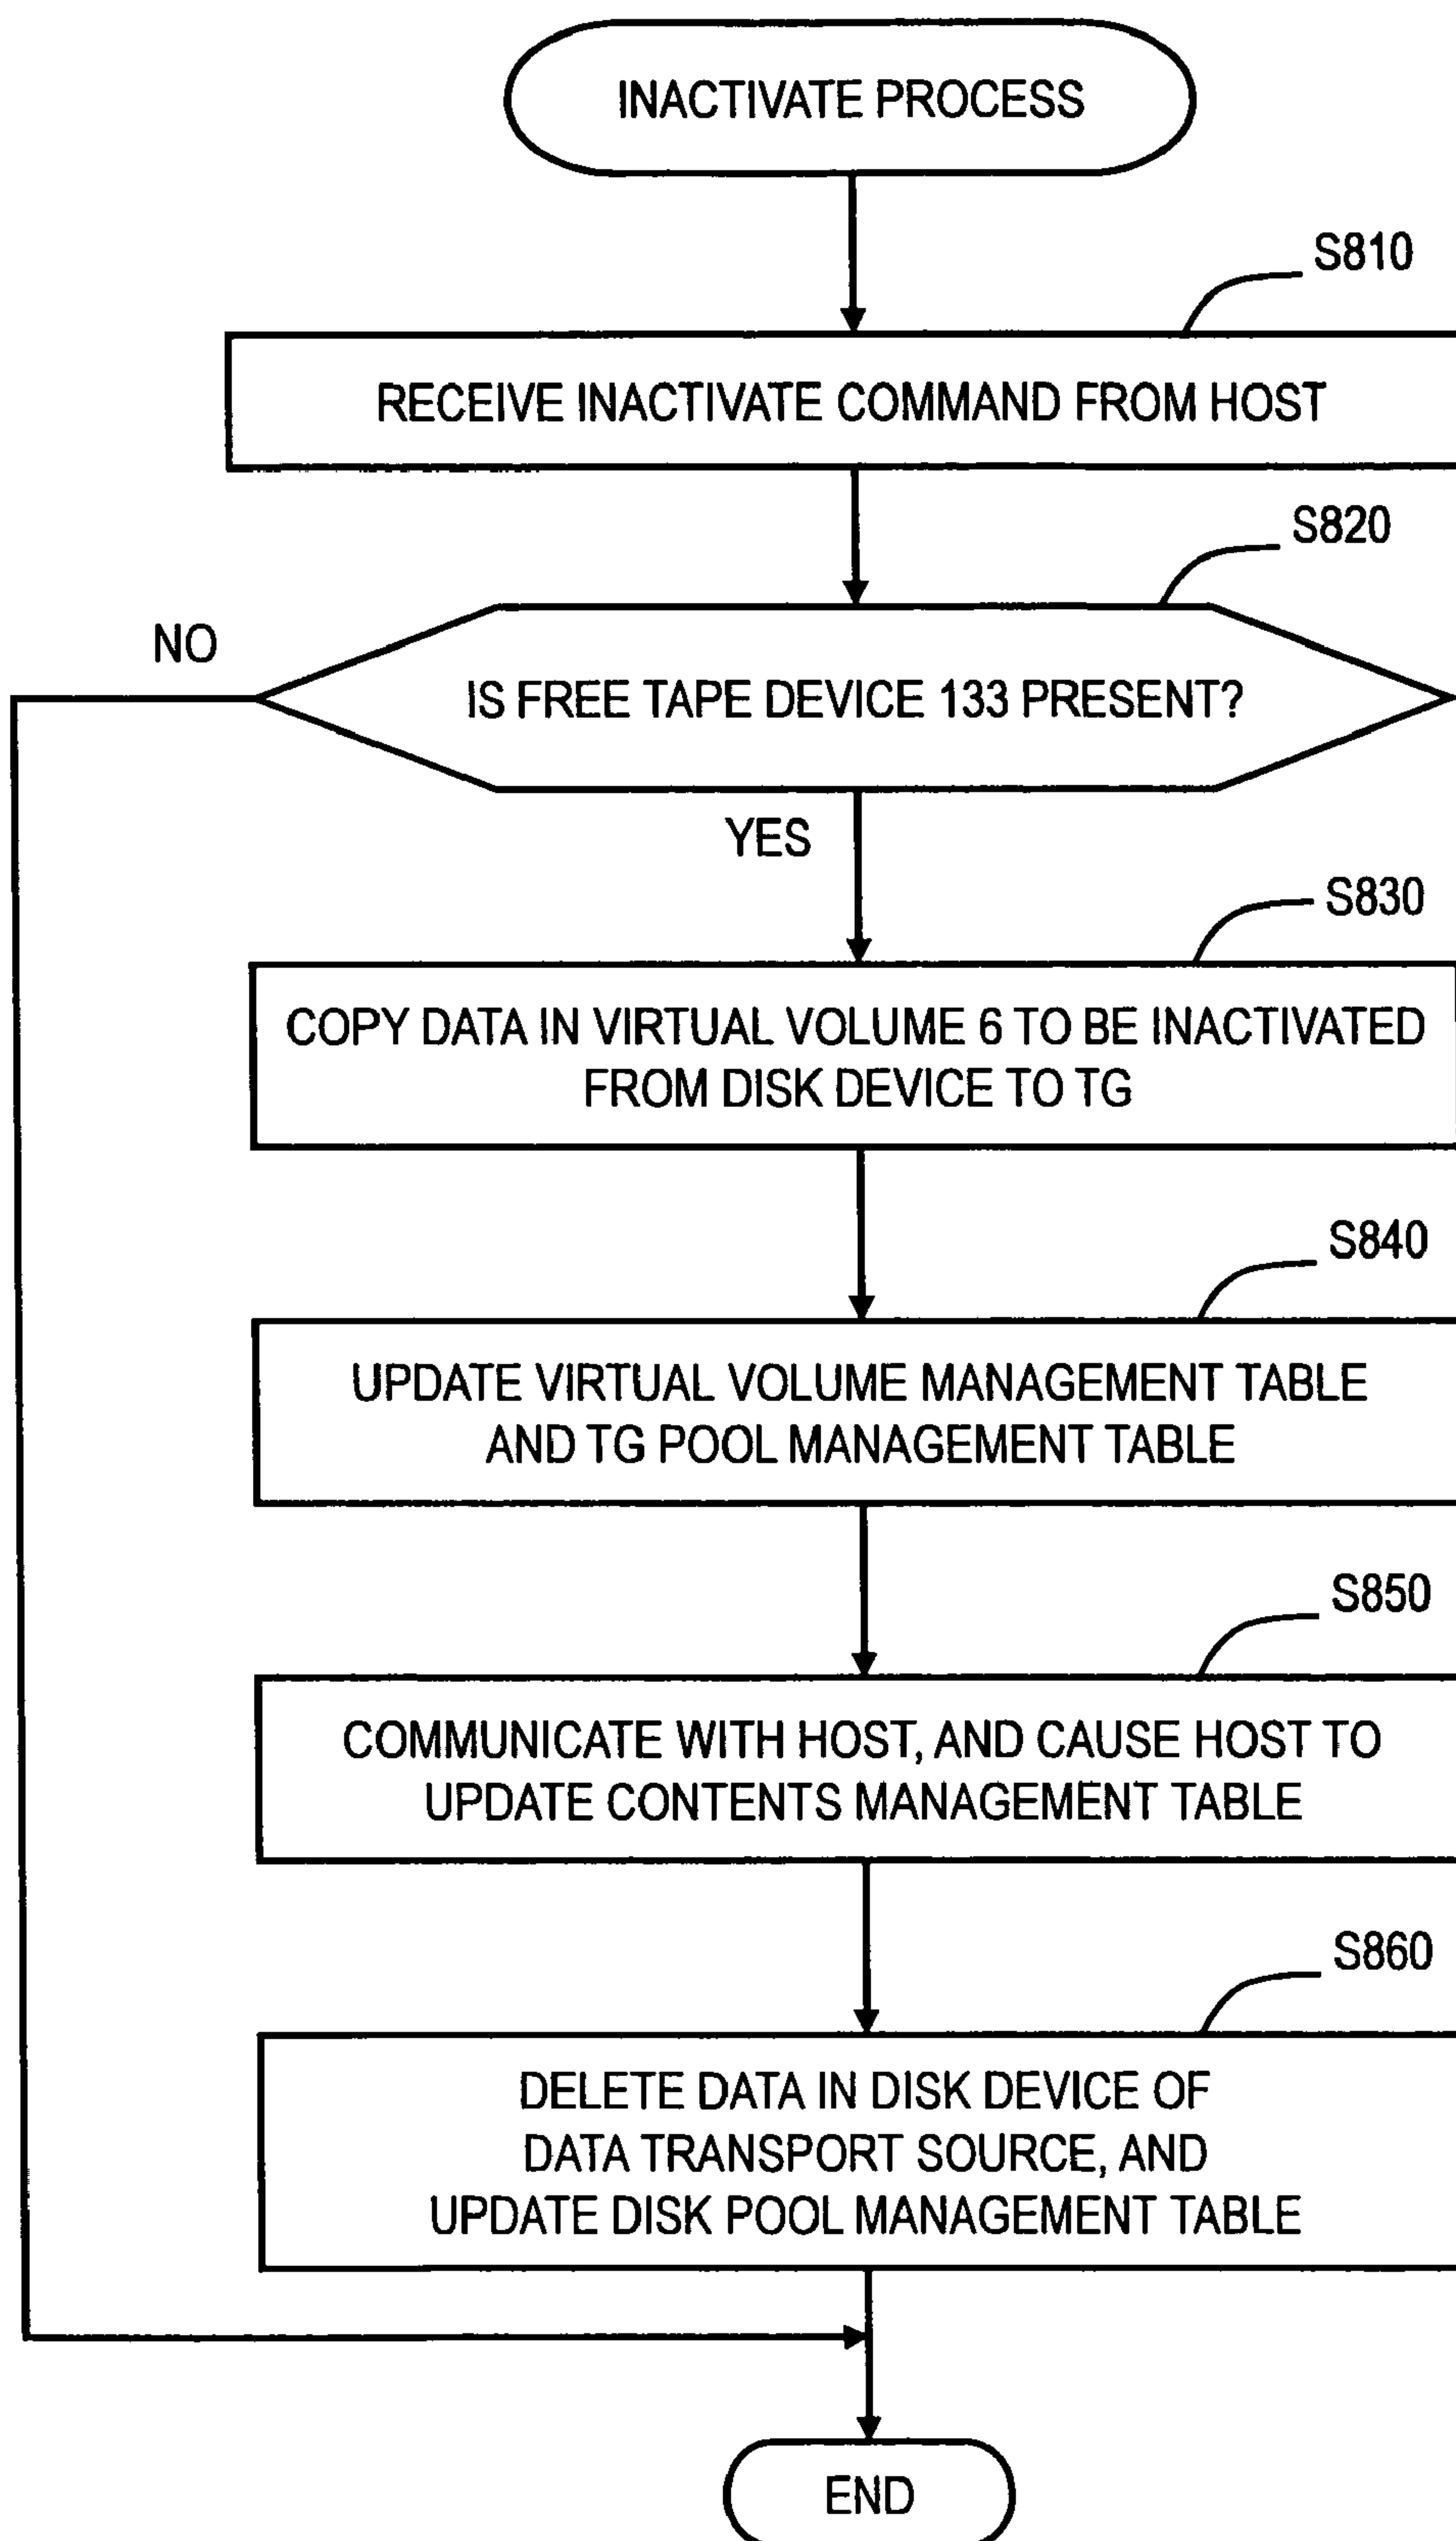 INACTIVATE PROCESS
S810
RECEIVE INACTIVATE COMMAND FROM HOST
S820
NO
IS FREE TAPE DEVICE 133 PRESENT?
YES
S830
COPY DATA IN VIRTUAL VOLUME 6 TO BE INACTIVATED
FROM DISK DEVICE TO TG
S840
UPDATE VIRTUAL VOLUME MANAGEMENT TABLE
AND TG POOL MANAGEMENT TABLE
S850
COMMUNICATE WITH HOST, AND CAUSE HOST TO
UPDATE CONTENTS MANAGEMENT TABLE
S860
DELETE DATA IN DISK DEVICE OF
DATA TRANSPORT SOURCE, AND
UPDATE DISK POOL MANAGEMENT TABLE
END